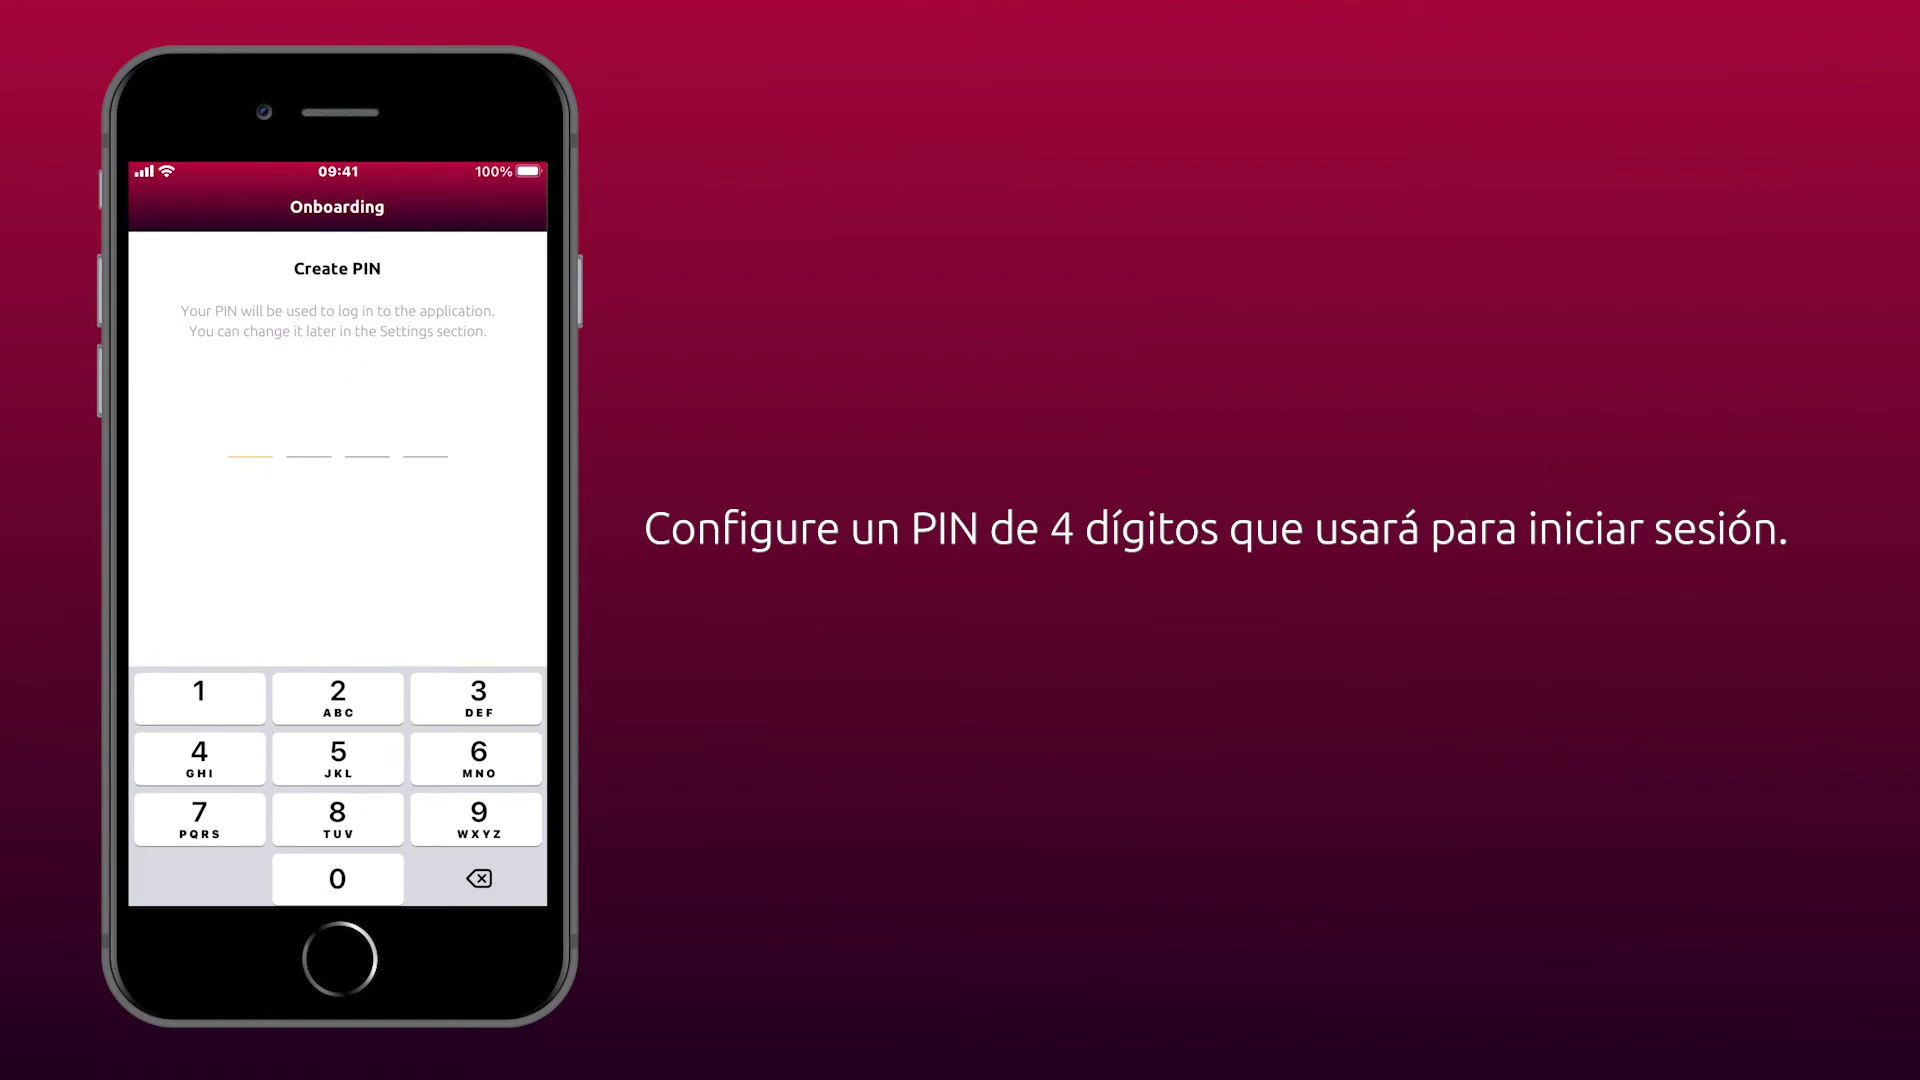 09:41
100%
Onboarding
Create PIN
Your PIN will be used to log in to the application.
You can change it later in the Settings section.
Configure un PIN de 4 dígitos que usará para iniciar sesión.
1
2
ABC
3
DEF
4
GHI
5
JKL
6
MNO
7
PQRS
8
TUV
9
WXYZ
0